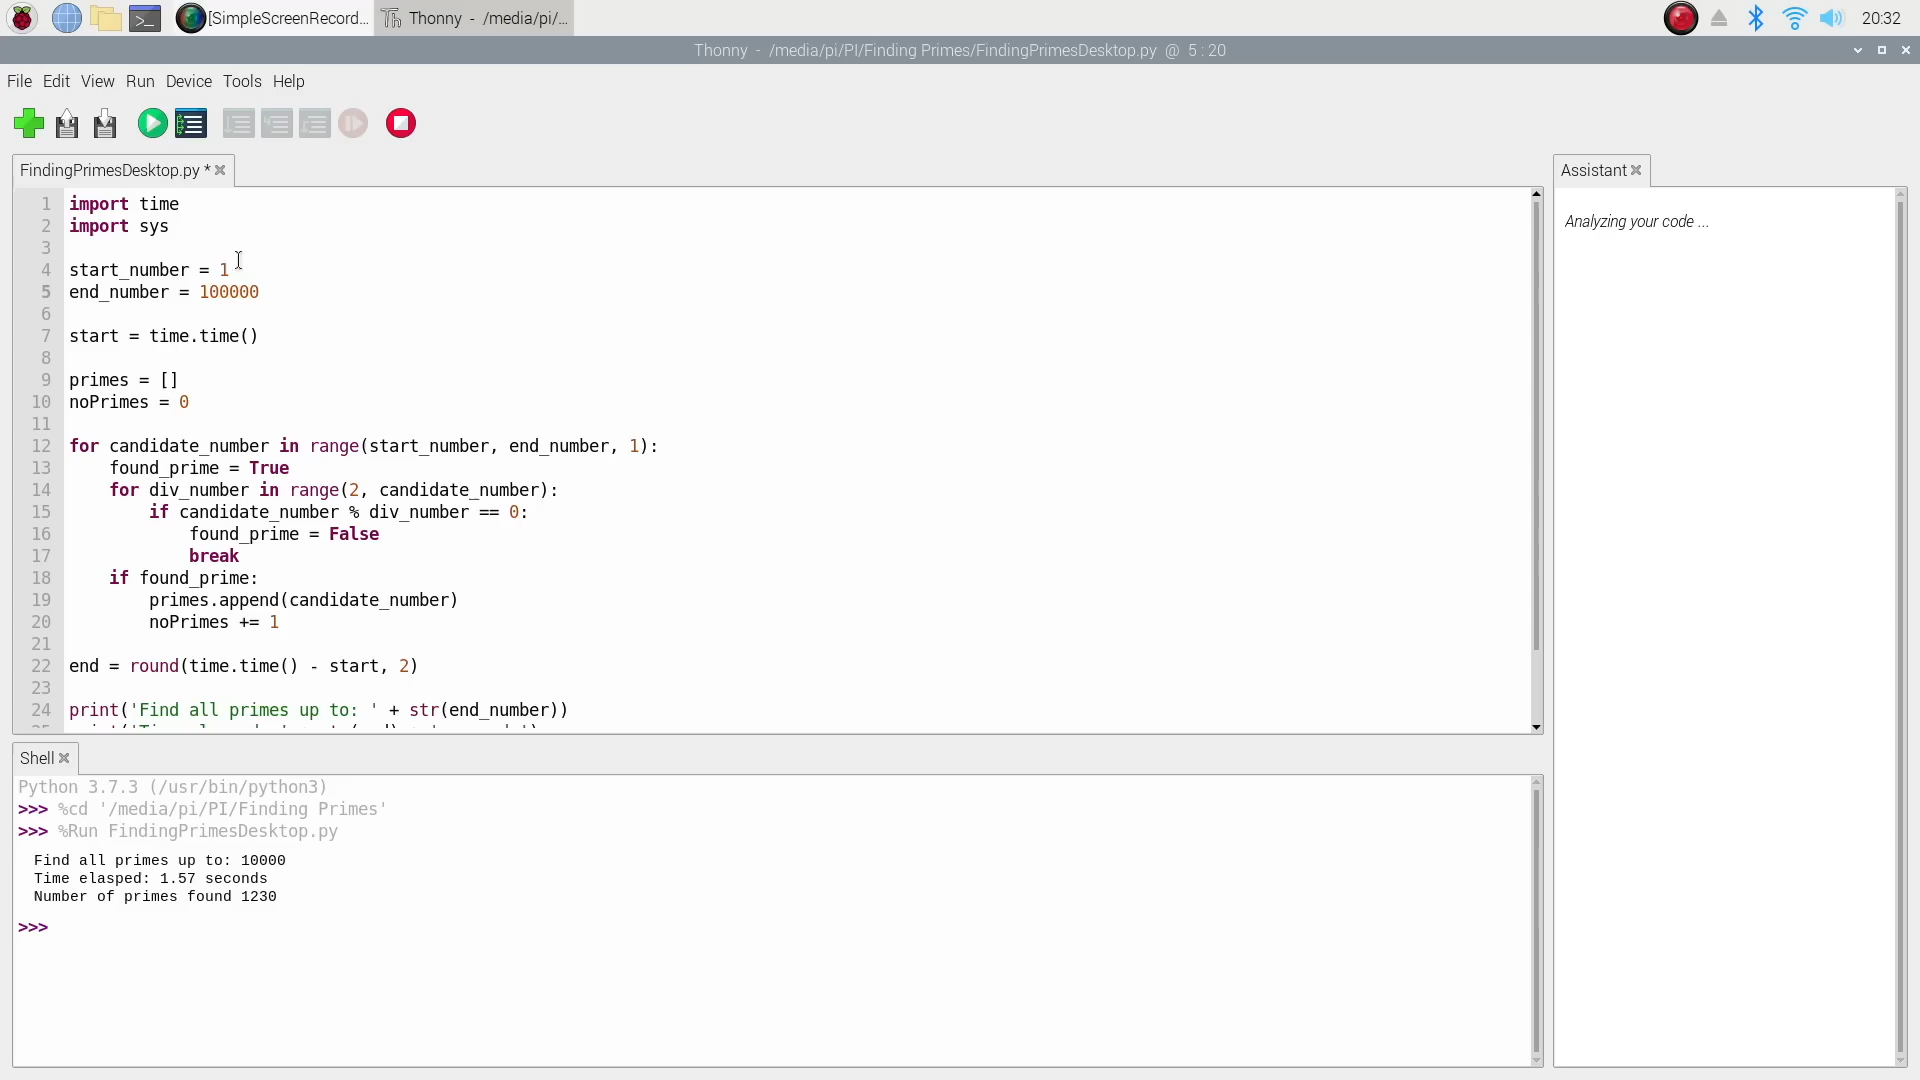 [SimpleScreenRecord...
Thonny - /media/pi/...
20:32
Thonny - /media/pi/PI/Finding Primes/FindingPrimesDesktop.py @ 5 : 20
File Edit View Run Device Tools Help
FindingPrimesDesktop.py *
Assistant
1 import time
2 import sys
3
4 start_number = 1
5 end_number = 100000
6
7 start = time.time()
8
9 primes = []
10 noPrimes = 0
11
12 for candidate_number in range(start_number, end_number, 1):
13 found_prime = True
14 for div_number in range(2, candidate_number):
15 if candidate_number % div_number == 0:
16 found_prime = False
17 break
18 if found_prime:
19 primes.append(candidate_number)
20 noPrimes += 1
21
22 end = round(time.time() - start, 2)
23
24 print('Find all primes up to: ' + str(end_number))
Analyzing your code ...
Shell
Python 3.7.3 (/usr/bin/python3)
>>> %cd '/media/pi/PI/Finding Primes'
>>> %Run FindingPrimesDesktop.py
Find all primes up to: 10000
Time elasped: 1.57 seconds
Number of primes found 1230
>>>